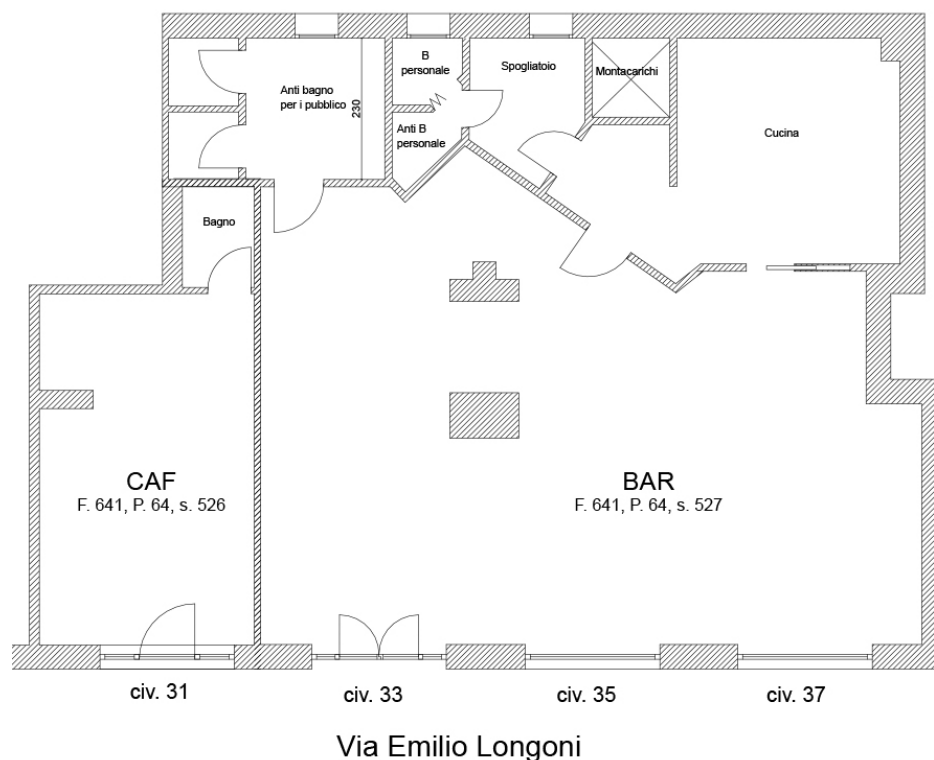 B
personale
Spogliatoio
Montacarichi
Anti bagno
per i pubblico
230
Anti B
personale
Cucina
Bagno
CAF
F. 641, P. 64, s. 526
BAR
F. 641, P. 64, s. 527
civ. 31
civ. 33
civ. 35
civ. 37
Via Emilio Longoni